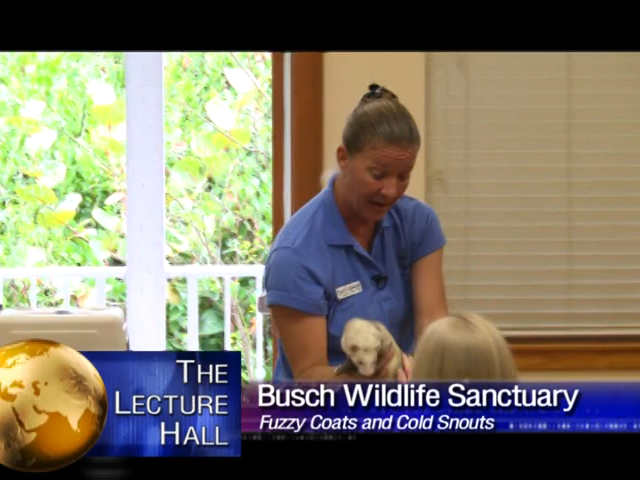 The
Lecture
Hall
Busch Wildlife Sanctuary
Fuzzy Coats and Cold Snouts